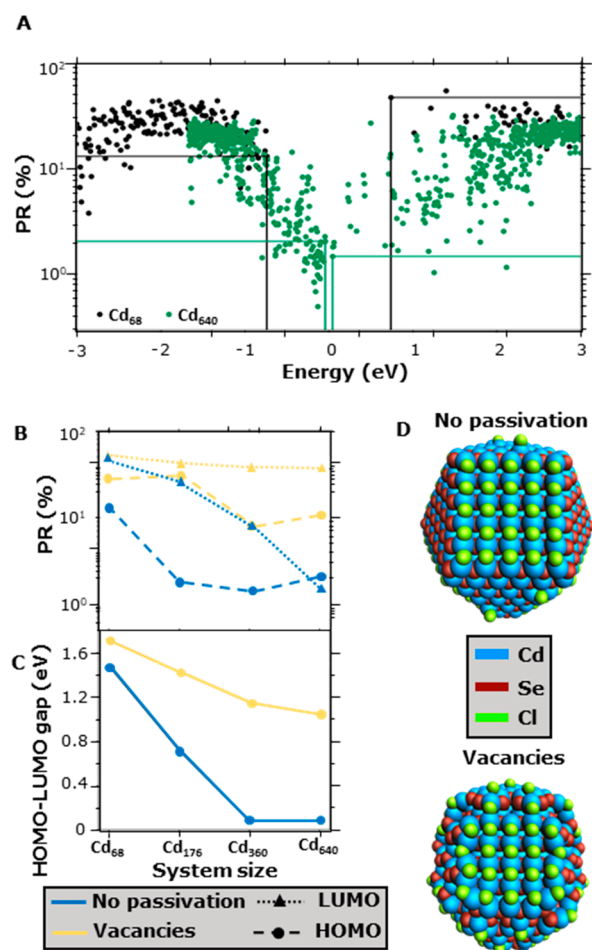 A
PR (%)
10²
10¹
10⁰
Cd₆₈
Cd₆₄₀
-3 -2 -1 0 1 2 3
Energy (eV)
B
PR (%)
10²
10¹
10⁰
C
HOMO-LUMO gap (eV)
1.6
1.2
0.8
0.4
0
Cd₆₈ Cd₁₇₆ Cd₃₆₀ Cd₆₄₀
System size
No passivation
LUMO
Vacancies
HOMO
D
No passivation
Cd
Se
Cl
Vacancies